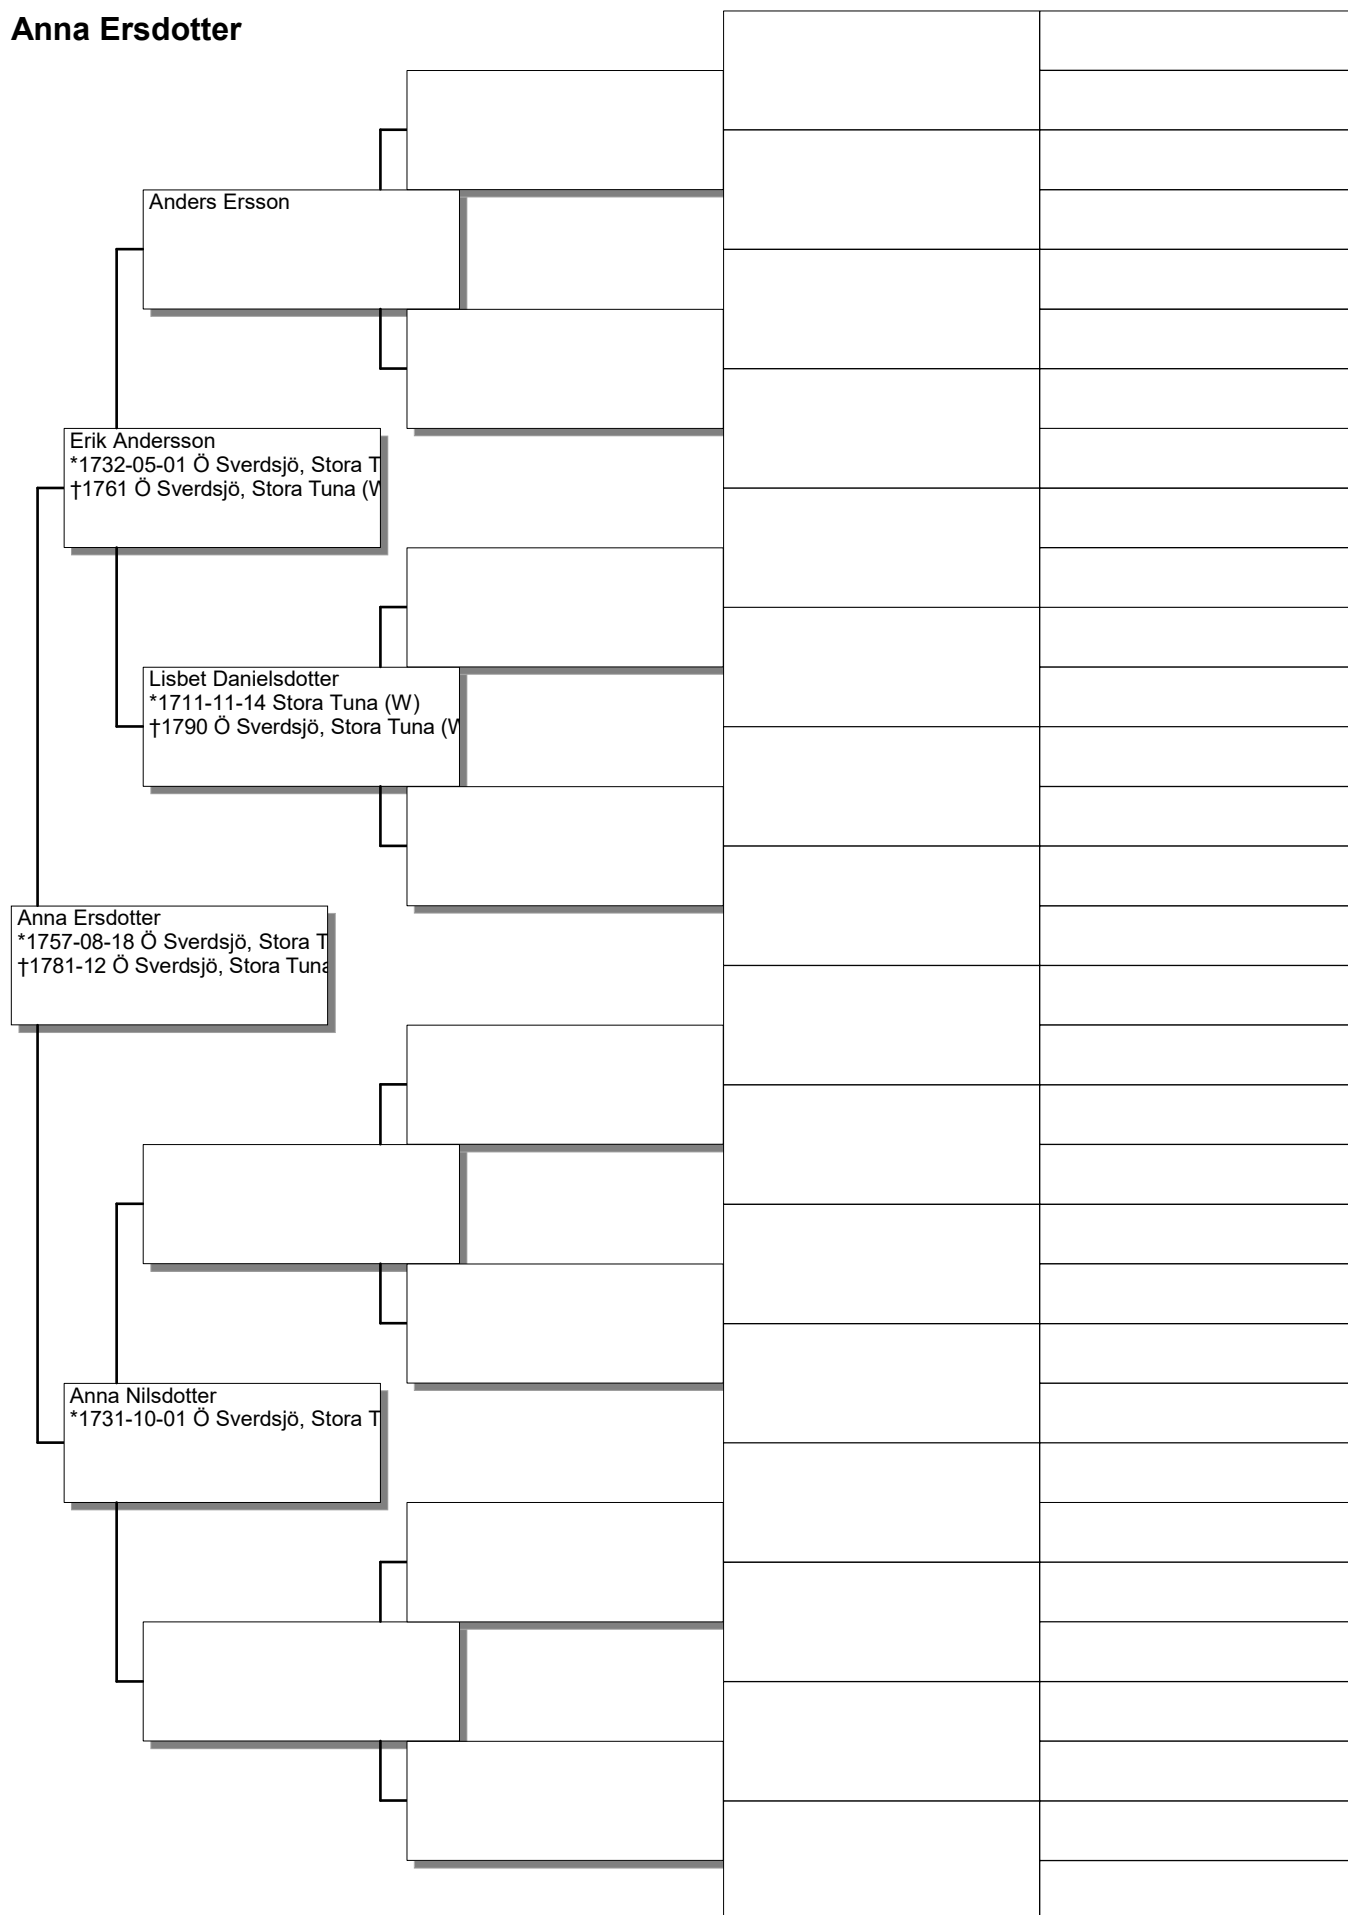 Anna Ersdotter
Anders Ersson
Erik Andersson
*1732-05-01 Ö Sverdsjö, Stora T
†1761 Ö Sverdsjö, Stora Tuna (W
Lisbet Danielsdotter
*1711-11-14 Stora Tuna (W)
†1790 Ö Sverdsjö, Stora Tuna (W
Anna Ersdotter
*1757-08-18 Ö Sverdsjö, Stora T
†1781-12 Ö Sverdsjö, Stora Tuna
Anna Nilsdotter
*1731-10-01 Ö Sverdsjö, Stora T